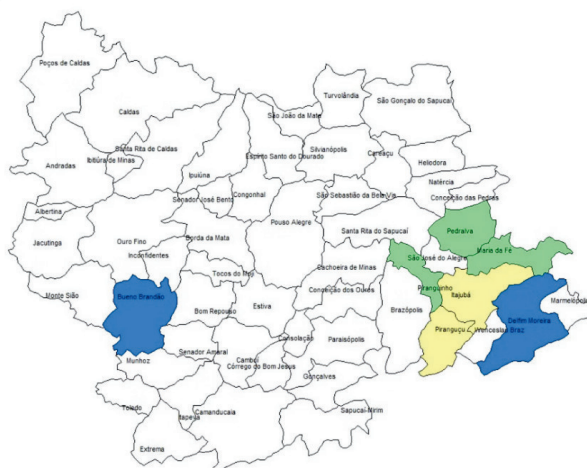 Poços de Caldas
Turvolândia
São Gonçalo do Sapucaí
Caldas
São João da Mata
Santa Rita de Caldas
Silvianópolis
Careaçu
Andradas
Ibitiúra de Minas
Espírito Santo do Dourado
Heliodora
Ipuiúna
Natércia
Senador José Bento
Congonhal
São Sebastião da Bela Vista
Conceição das Pedras
Albertina
Pouso Alegre
Santa Rita do Sapucaí
Pedralva
Jacutinga
Ouro Fino
Borda da Mata
Maria da Fé
Inconfidentes
Cachoeira de Minas
São José do Alegre
Tocos do Moji
Piranguinho
Conceição dos Ouros
Itajubá
Monte Sião
Bueno Brandão
Marmelópolis
Bom Repouso
Estiva
Brazópolis
Delfim Moreira
Piranguçu
Wenceslau Braz
Consolação
Paraisópolis
Senador Amaral
Munhoz
Cambuí
Córrego do Bom Jesus
Gonçalves
Toledo
Camanducaia
Sapucaí-Mirim
Itapeva
Extrema